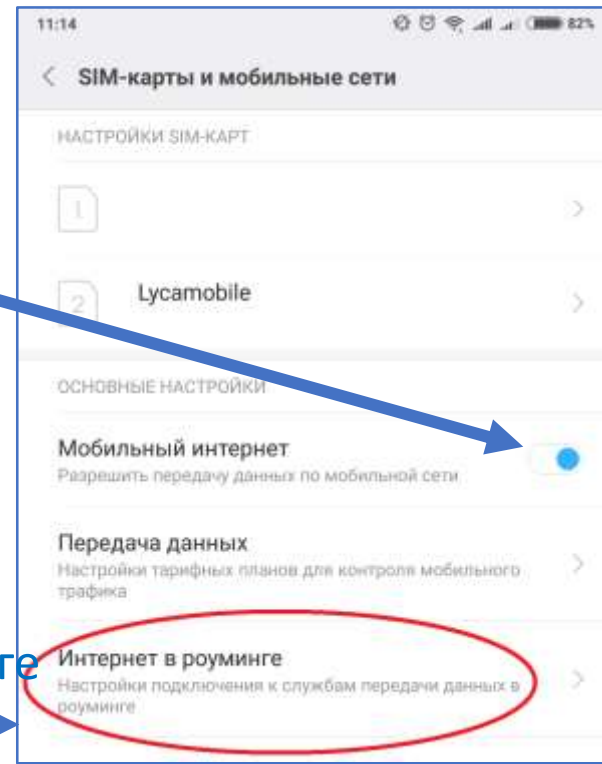 11:14 82%
SIM-карты и мобильные сети
НАСТРОЙКИ SIM-КАРТ
1
2 Lycamobile
ОСНОВНЫЕ НАСТРОЙКИ
Мобильный интернет
Разрешить передачу данных по мобильной сети
Передача данных
Настройки тарифных планов для контроля мобильного
трафика
ге Интернет в роуминге
Настройки подключения к службам передачи данных в
роуминге